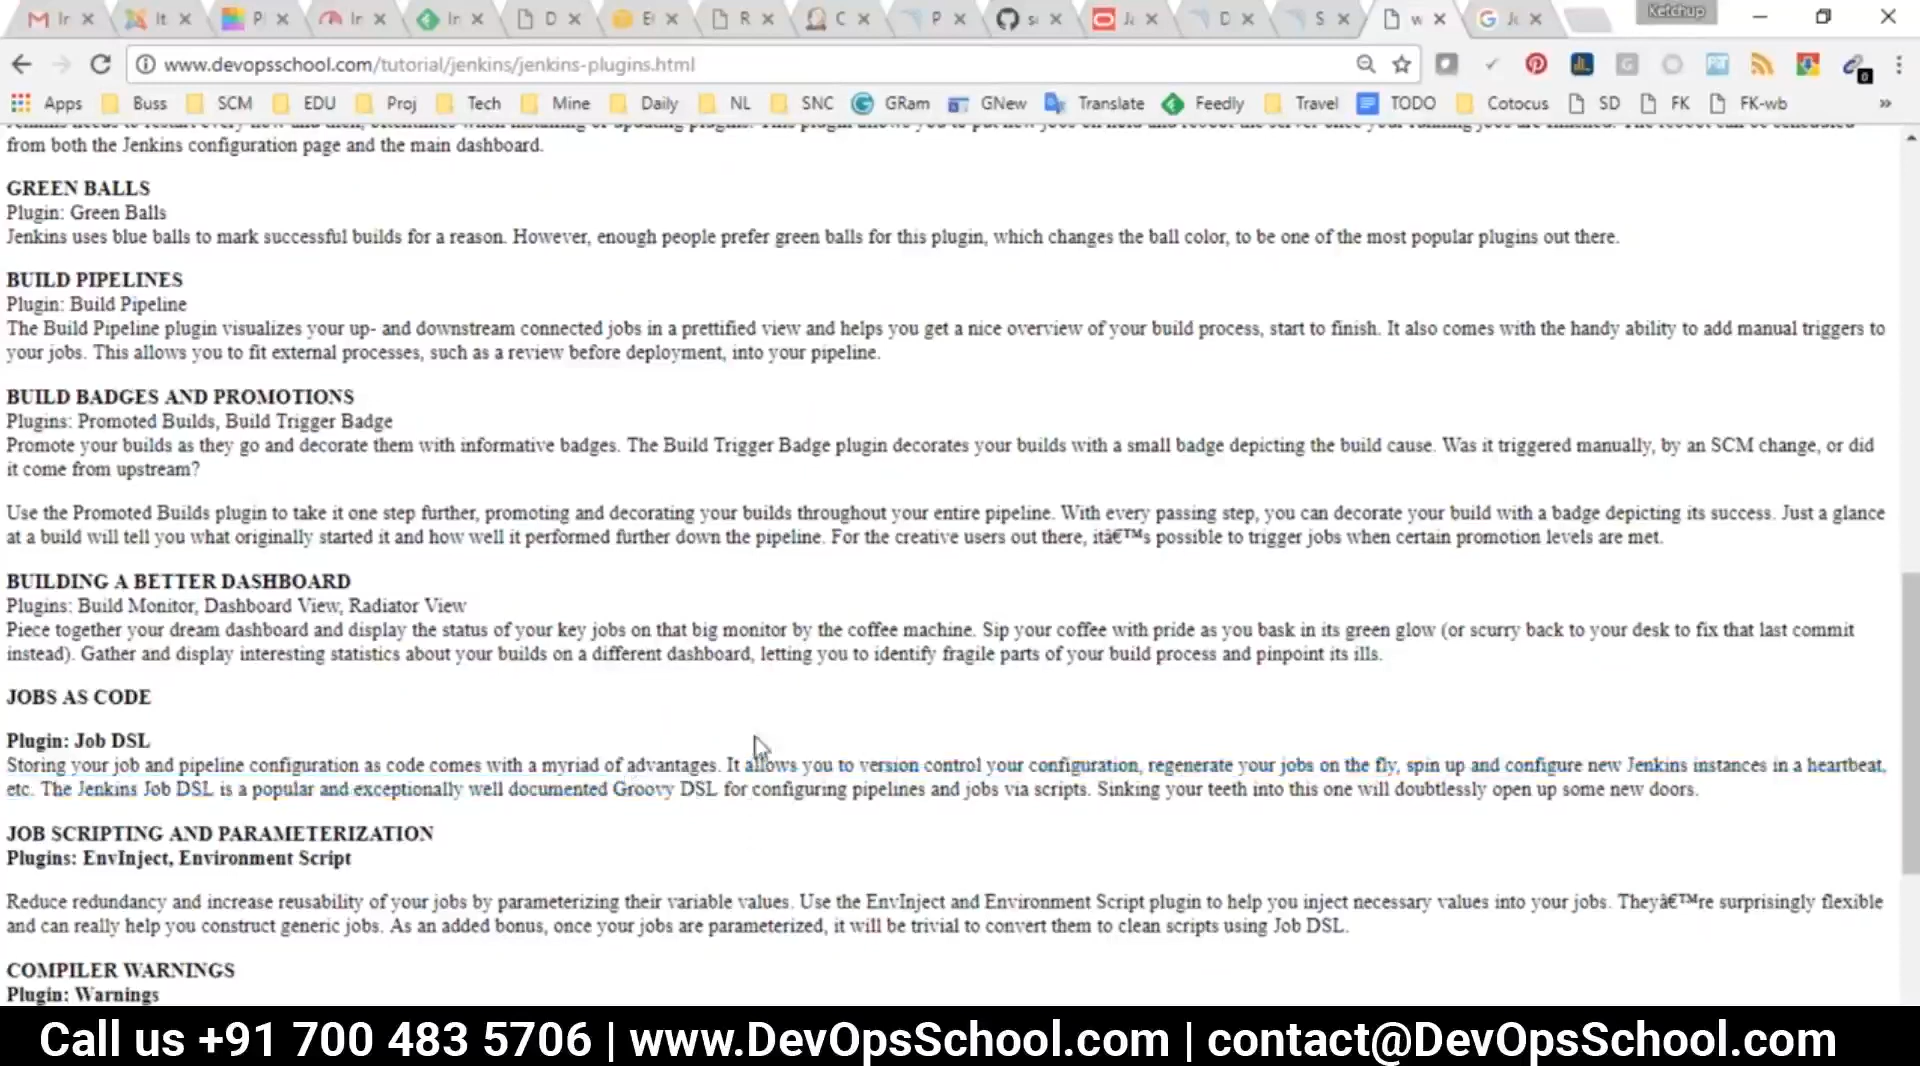 Ir It P Ir Ir D R C P s J D S w
Ketchup
www.devopsschool.com/tutorial/jenkins/jenkins-plugins.html
0
Apps Buss SCM EDU Proj Tech Mine Daily NL SNC GRam GNew Translate Feedly Travel TODO Cotocus SD FK FK-wb »
from both the Jenkins configuration page and the main dashboard.
GREEN BALLS
Plugin: Green Balls
Jenkins uses blue balls to mark successful builds for a reason. However, enough people prefer green balls for this plugin, which changes the ball color, to be one of the most popular plugins out there.
BUILD PIPELINES
Plugin: Build Pipeline
The Build Pipeline plugin visualizes your up- and downstream connected jobs in a prettified view and helps you get a nice overview of your build process, start to finish. It also comes with the handy ability to add manual triggers to
your jobs. This allows you to fit external processes, such as a review before deployment, into your pipeline.
BUILD BADGES AND PROMOTIONS
Plugins: Promoted Builds, Build Trigger Badge
Promote your builds as they go and decorate them with informative badges. The Build Trigger Badge plugin decorates your builds with a small badge depicting the build cause. Was it triggered manually, by an SCM change, or did
it come from upstream?
Use the Promoted Builds plugin to take it one step further, promoting and decorating your builds throughout your entire pipeline. With every passing step, you can decorate your build with a badge depicting its success. Just a glance
at a build will tell you what originally started it and how well it performed further down the pipeline. For the creative users out there, itâ€™s possible to trigger jobs when certain promotion levels are met.
BUILDING A BETTER DASHBOARD
Plugins: Build Monitor, Dashboard View, Radiator View
Piece together your dream dashboard and display the status of your key jobs on that big monitor by the coffee machine. Sip your coffee with pride as you bask in its green glow (or scurry back to your desk to fix that last commit
instead). Gather and display interesting statistics about your builds on a different dashboard, letting you to identify fragile parts of your build process and pinpoint its ills.
JOBS AS CODE
Plugin: Job DSL
Storing your job and pipeline configuration as code comes with a myriad of advantages. It allows you to version control your configuration, regenerate your jobs on the fly, spin up and configure new Jenkins instances in a heartbeat,
etc. The Jenkins Job DSL is a popular and exceptionally well documented Groovy DSL for configuring pipelines and jobs via scripts. Sinking your teeth into this one will doubtlessly open up some new doors.
JOB SCRIPTING AND PARAMETERIZATION
Plugins: EnvInject, Environment Script
Reduce redundancy and increase reusability of your jobs by parameterizing their variable values. Use the EnvInject and Environment Script plugin to help you inject necessary values into your jobs. Theyâ€™re surprisingly flexible
and can really help you construct generic jobs. As an added bonus, once your jobs are parameterized, it will be trivial to convert them to clean scripts using Job DSL.
COMPILER WARNINGS
Plugin: Warnings
Call us +91 700 483 5706 | www.DevOpsSchool.com | contact@DevOpsSchool.com